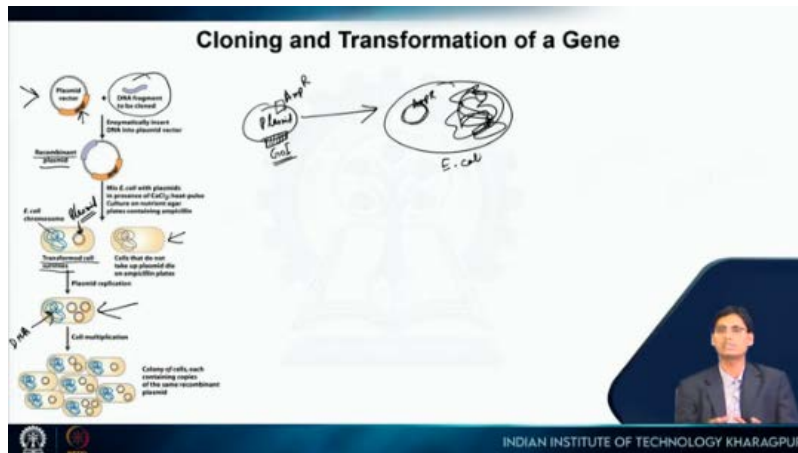 Cloning and Transformation of a Gene
Plasmid
vector
+
DNA fragment
to be cloned
Enzymatically insert
DNA into plasmid vector
Recombinant
plasmid
Mix E. coli with plasmids
in presence of CaCl2; heat-pulse
Culture on nutrient agar
plates containing ampicillin
E. coli
chromosome
Plasmid
Transformed cell
survives
Cells that do not
take up plasmid die
on ampicillin plates
Plasmid replication
DNA
Cell multiplication
Colony of cells, each
containing copies
of the same recombinant
plasmid
AmpR
Plasmid
GoI
AmpR
E. coli
INDIAN INSTITUTE OF TECHNOLOGY KHARAGPUR